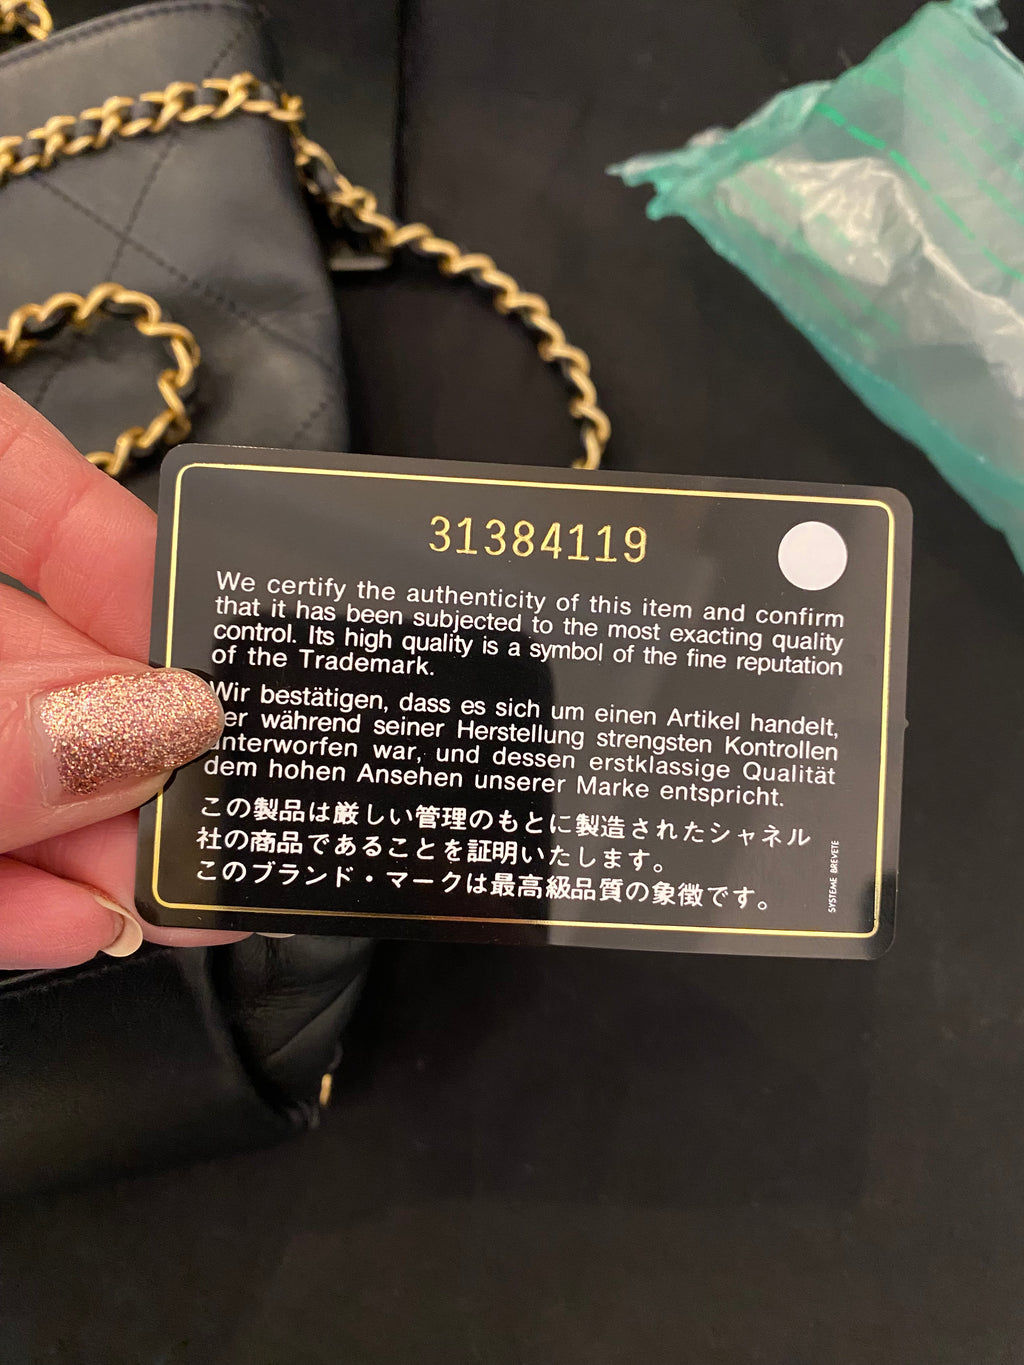 31384119
We certify the authenticity of this item and confirm
that it has been subjected to the most exacting quality
control. Its high quality is a symbol of the fine reputation
of the Trademark.
Wir bestätigen, dass es sich um einen Artikel handelt,
der während seiner Herstellung strengsten Kontrollen
unterworfen war, und dessen erstklassige Qualität
dem hohen Ansehen unserer Marke entspricht.
この製品は厳しい管理のもとに製造されたシャネル
社の商品であることを証明いたします。
このブランド・マークは最高級品質の象徴です。
SYSTEME BREVETE